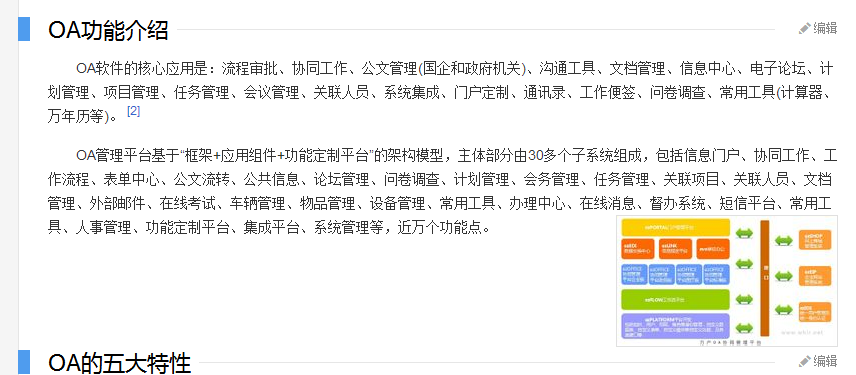 OA功能介绍
编辑
OA软件的核心应用是：流程审批、协同工作、公文管理(国企和政府机关)、沟通工具、文档管理、信息中心、电子论坛、计
划管理、项目管理、任务管理、会议管理、关联人员、系统集成、门户定制、通讯录、工作便签、问卷调查、常用工具(计算器、
万年历等)。 [2]
OA管理平台基于“框架+应用组件+功能定制平台”的架构模型，主体部分由30多个子系统组成，包括信息门户、协同工作、工
作流程、表单中心、公文流转、公共信息、论坛管理、问卷调查、计划管理、会务管理、任务管理、关联项目、关联人员、文档
管理、外部邮件、在线考试、车辆管理、物品管理、设备管理、常用工具、办理中心、在线消息、督办系统、短信平台、常用工
具、人事管理、功能定制平台、集成平台、系统管理等，近万个功能点。
接
口
万户OA协同管理平台
OA的五大特性
编辑